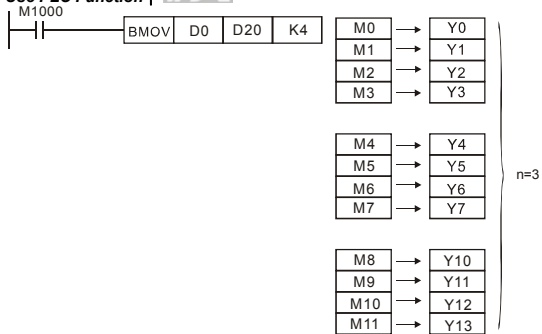 M1000
BMOV D0 D20 K4
M0 → Y0
M1 → Y1
M2 → Y2
M3 → Y3
M4 → Y4
M5 → Y5
M6 → Y6
M7 → Y7
n=3
M8 → Y10
M9 → Y11
M10 → Y12
M11 → Y13